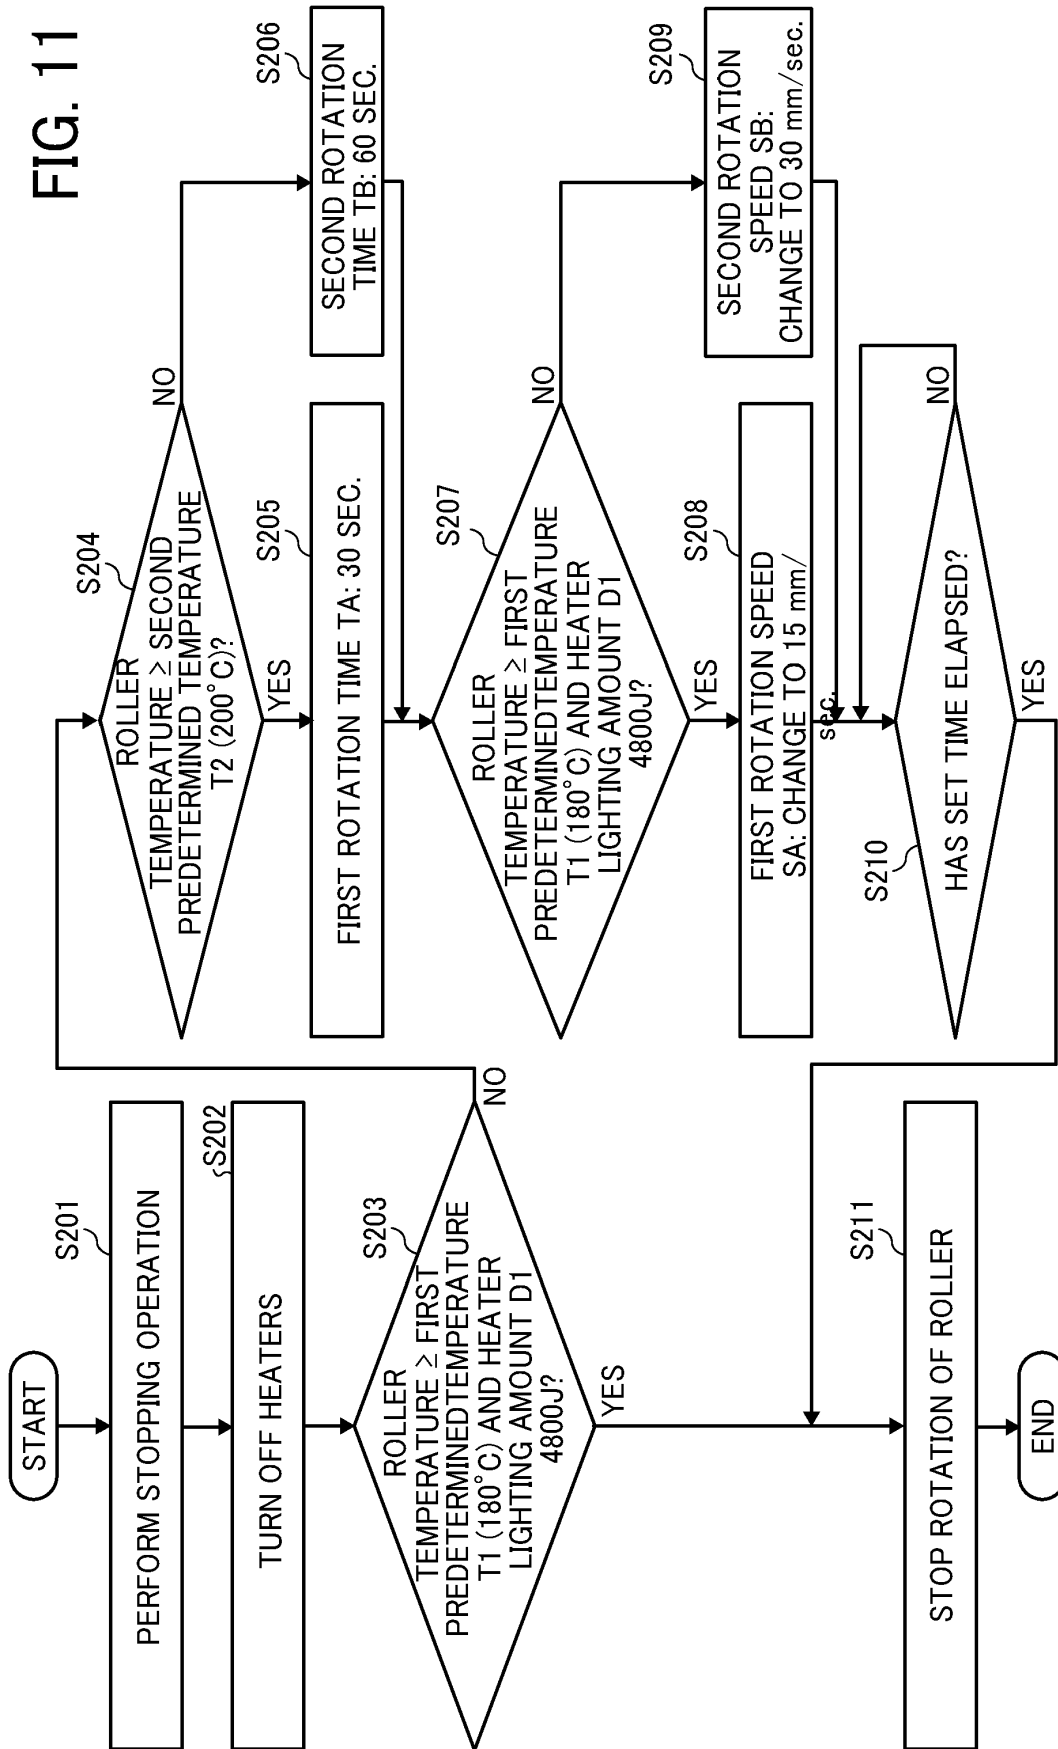 FIG. 11
START
S201
PERFORM STOPPING OPERATION
S202
TURN OFF HEATERS
S203
ROLLER
TEMPERATURE ≥ FIRST
PREDETERMINEDTEMPERATURE
T1 (180°C) AND HEATER
LIGHTING AMOUNT D1
4800J?
NO
YES
S211
STOP ROTATION OF ROLLER
END
S204
ROLLER
TEMPERATURE ≥ SECOND
PREDETERMINED TEMPERATURE
T2 (200°C)?
NO
YES
S205
FIRST ROTATION TIME TA: 30 SEC.
S206
SECOND ROTATION
TIME TB: 60 SEC.
S207
ROLLER
TEMPERATURE ≥ FIRST
PREDETERMINEDTEMPERATURE
T1 (180°C) AND HEATER
LIGHTING AMOUNT D1
4800J?
NO
YES
S208
FIRST ROTATION SPEED
SA: CHANGE TO 15 mm/
sec.
S209
SECOND ROTATION
SPEED SB:
CHANGE TO 30 mm/sec.
S210
HAS SET TIME ELAPSED?
NO
YES